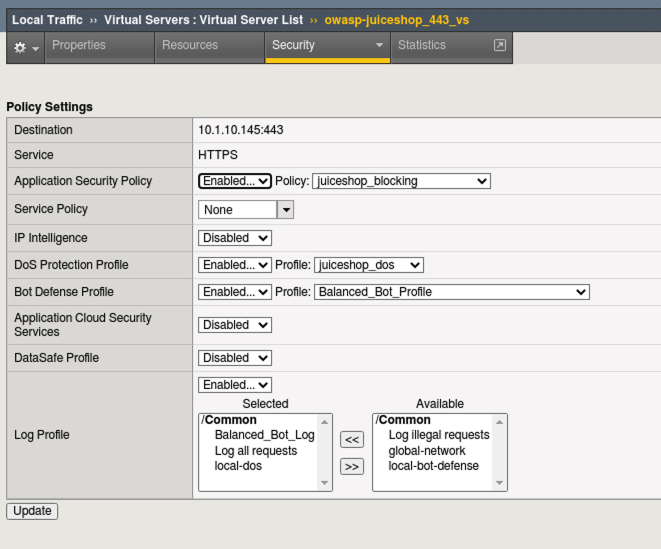 Local Traffic ›› Virtual Servers : Virtual Server List ›› owasp-juiceshop_443_vs
Properties Resources Security Statistics
Policy Settings
Destination 10.1.10.145:443
Service HTTPS
Application Security Policy Enabled... Policy: juiceshop_blocking
Service Policy None
IP Intelligence Disabled
DoS Protection Profile Enabled... Profile: juiceshop_dos
Bot Defense Profile Enabled... Profile: Balanced_Bot_Profile
Application Cloud Security
Services Disabled
DataSafe Profile Disabled
Log Profile Enabled...
Selected Available
/Common /Common
Balanced_Bot_Log << Log illegal requests
Log all requests global-network
local-dos >> local-bot-defense
Update